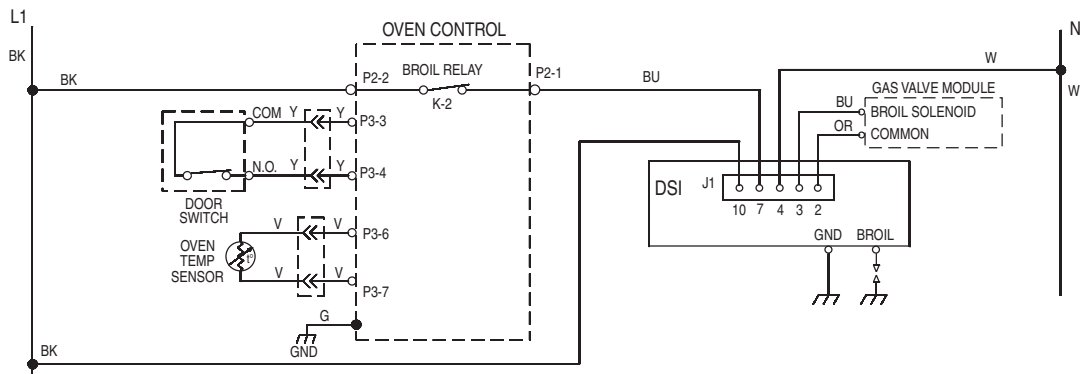 L1
N
OVEN CONTROL
BK
W
BK
P2-2
BROIL RELAY
P2-1
BU
K-2
W
GAS VALVE MODULE
BU
BROIL SOLENOID
OR
COMMON
COM
Y
Y
P3-3
N.O.
Y
Y
P3-4
DOOR
SWITCH
DSI
J1
10
7
4
3
2
V
V
P3-6
OVEN
TEMP
SENSOR
t°
V
V
P3-7
GND
BROIL
G
GND
BK